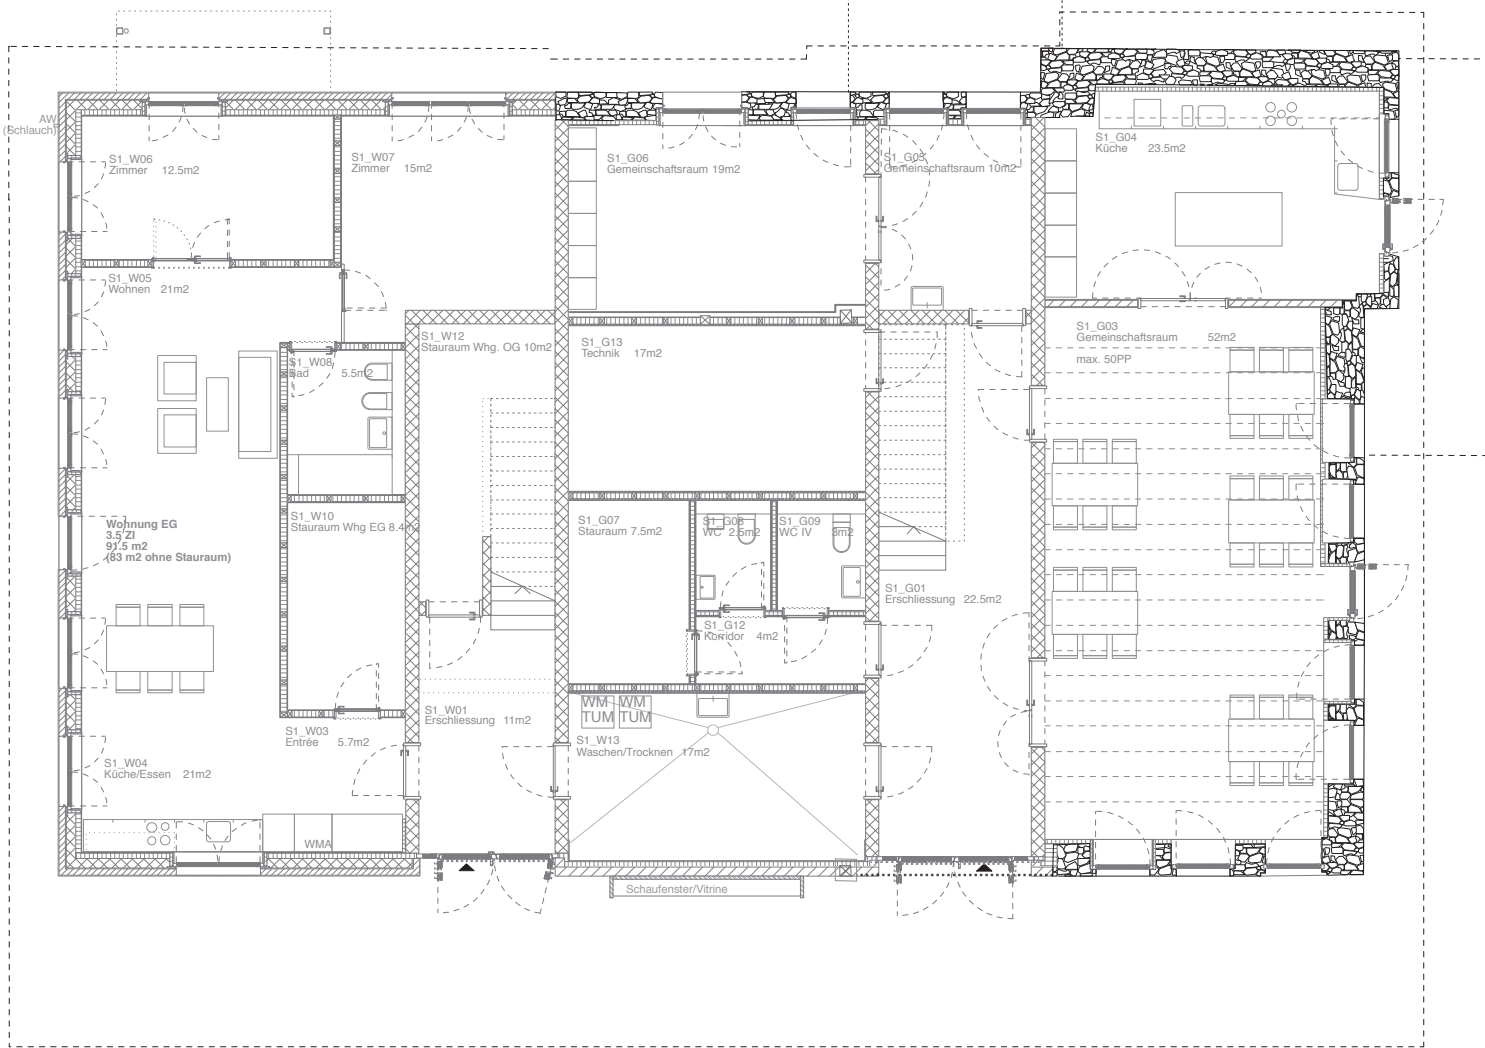 AW
(Schlauch)
S1_W06
Zimmer 12.5m2
S1_W07
Zimmer 15m2
S1_G06
Gemeinschaftsraum 19m2
S1_G05
Gemeinschaftsraum 10m2
S1_G04
Küche 23.5m2
S1_W05
Wohnen 21m2
S1_W08
Bad 5.5m2
S1_W12
Stauraum Whg. OG 10m2
S1_G13
Technik 17m2
S1_G03
Gemeinschaftsraum 52m2
max. 50PP
Wohnung EG
3.5 ZI
91.5 m2
(83 m2 ohne Stauraum)
S1_W10
Stauraum Whg EG 8.4m2
S1_G07
Stauraum 7.5m2
S1_G08
WC 2.5m2
S1_G09
WC IV 3m2
S1_G01
Erschliessung 22.5m2
S1_G12
Korridor 4m2
S1_W01
Erschliessung 11m2
S1_W03
Entrée 5.7m2
S1_W04
Küche/Essen 21m2
WM WM
TUM TUM
S1_W13
Waschen/Trocknen 17m2
WMA
Schaufenster/Vitrine